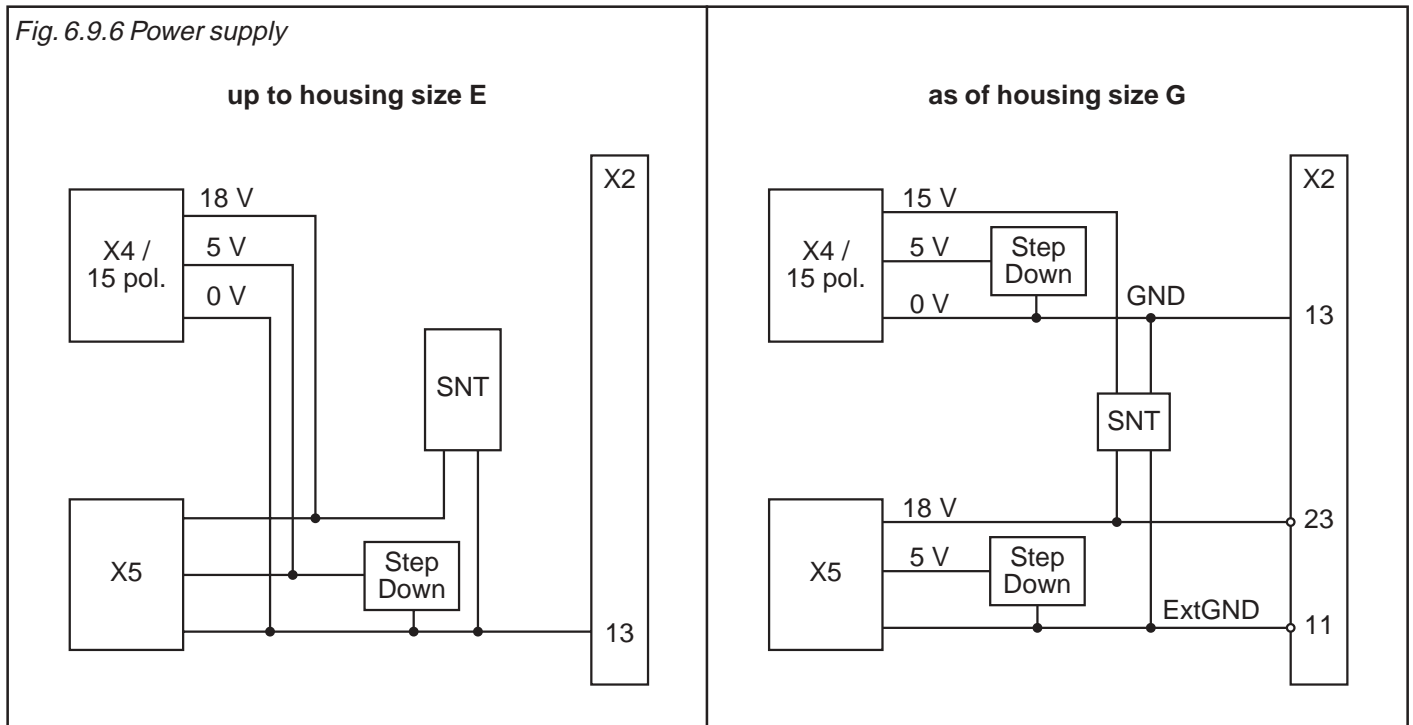 Fig. 6.9.6 Power supply
up to housing size E
X2
18 V
X4 /
15 pol.
5 V
0 V
SNT
X5
Step
Down
13
as of housing size G
X2
15 V
X4 /
15 pol.
5 V
Step
Down
0 V
GND
13
SNT
18 V
23
X5
5 V
Step
Down
ExtGND
11